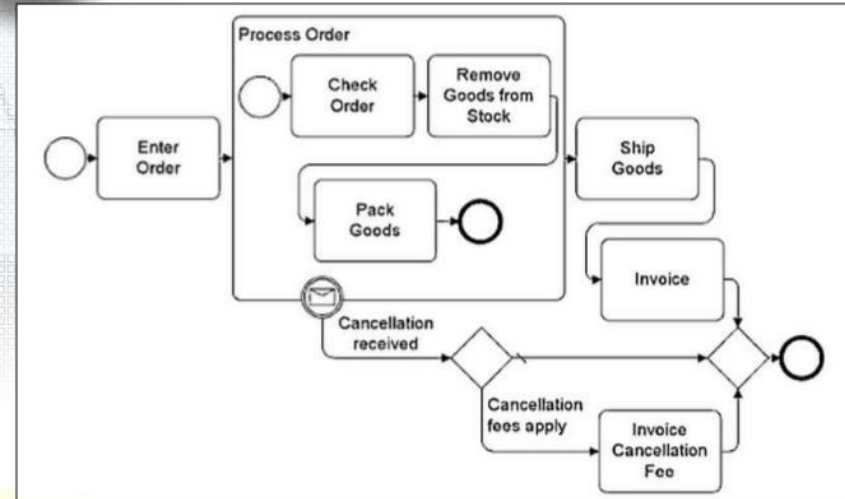 Process Order
Check
Order
Remove
Goods from
Stock
Enter
Order
Ship
Goods
Pack
Goods
Invoice
Cancellation
received
Cancellation
fees apply
Invoice
Cancellation
Fee